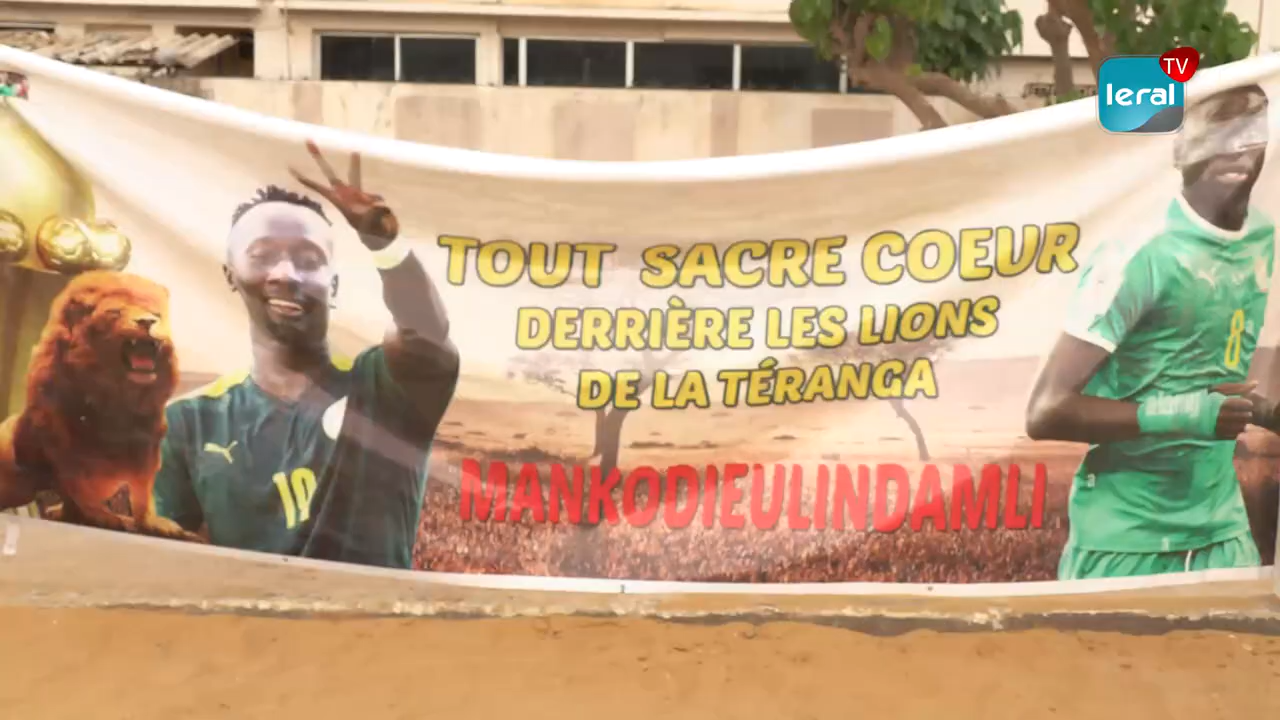 leral TV
TOUT SACRE COEUR
DERRIÈRE LES LIONS
DE LA TÉRANGA
MANKODIEULINDAMLI
10
8